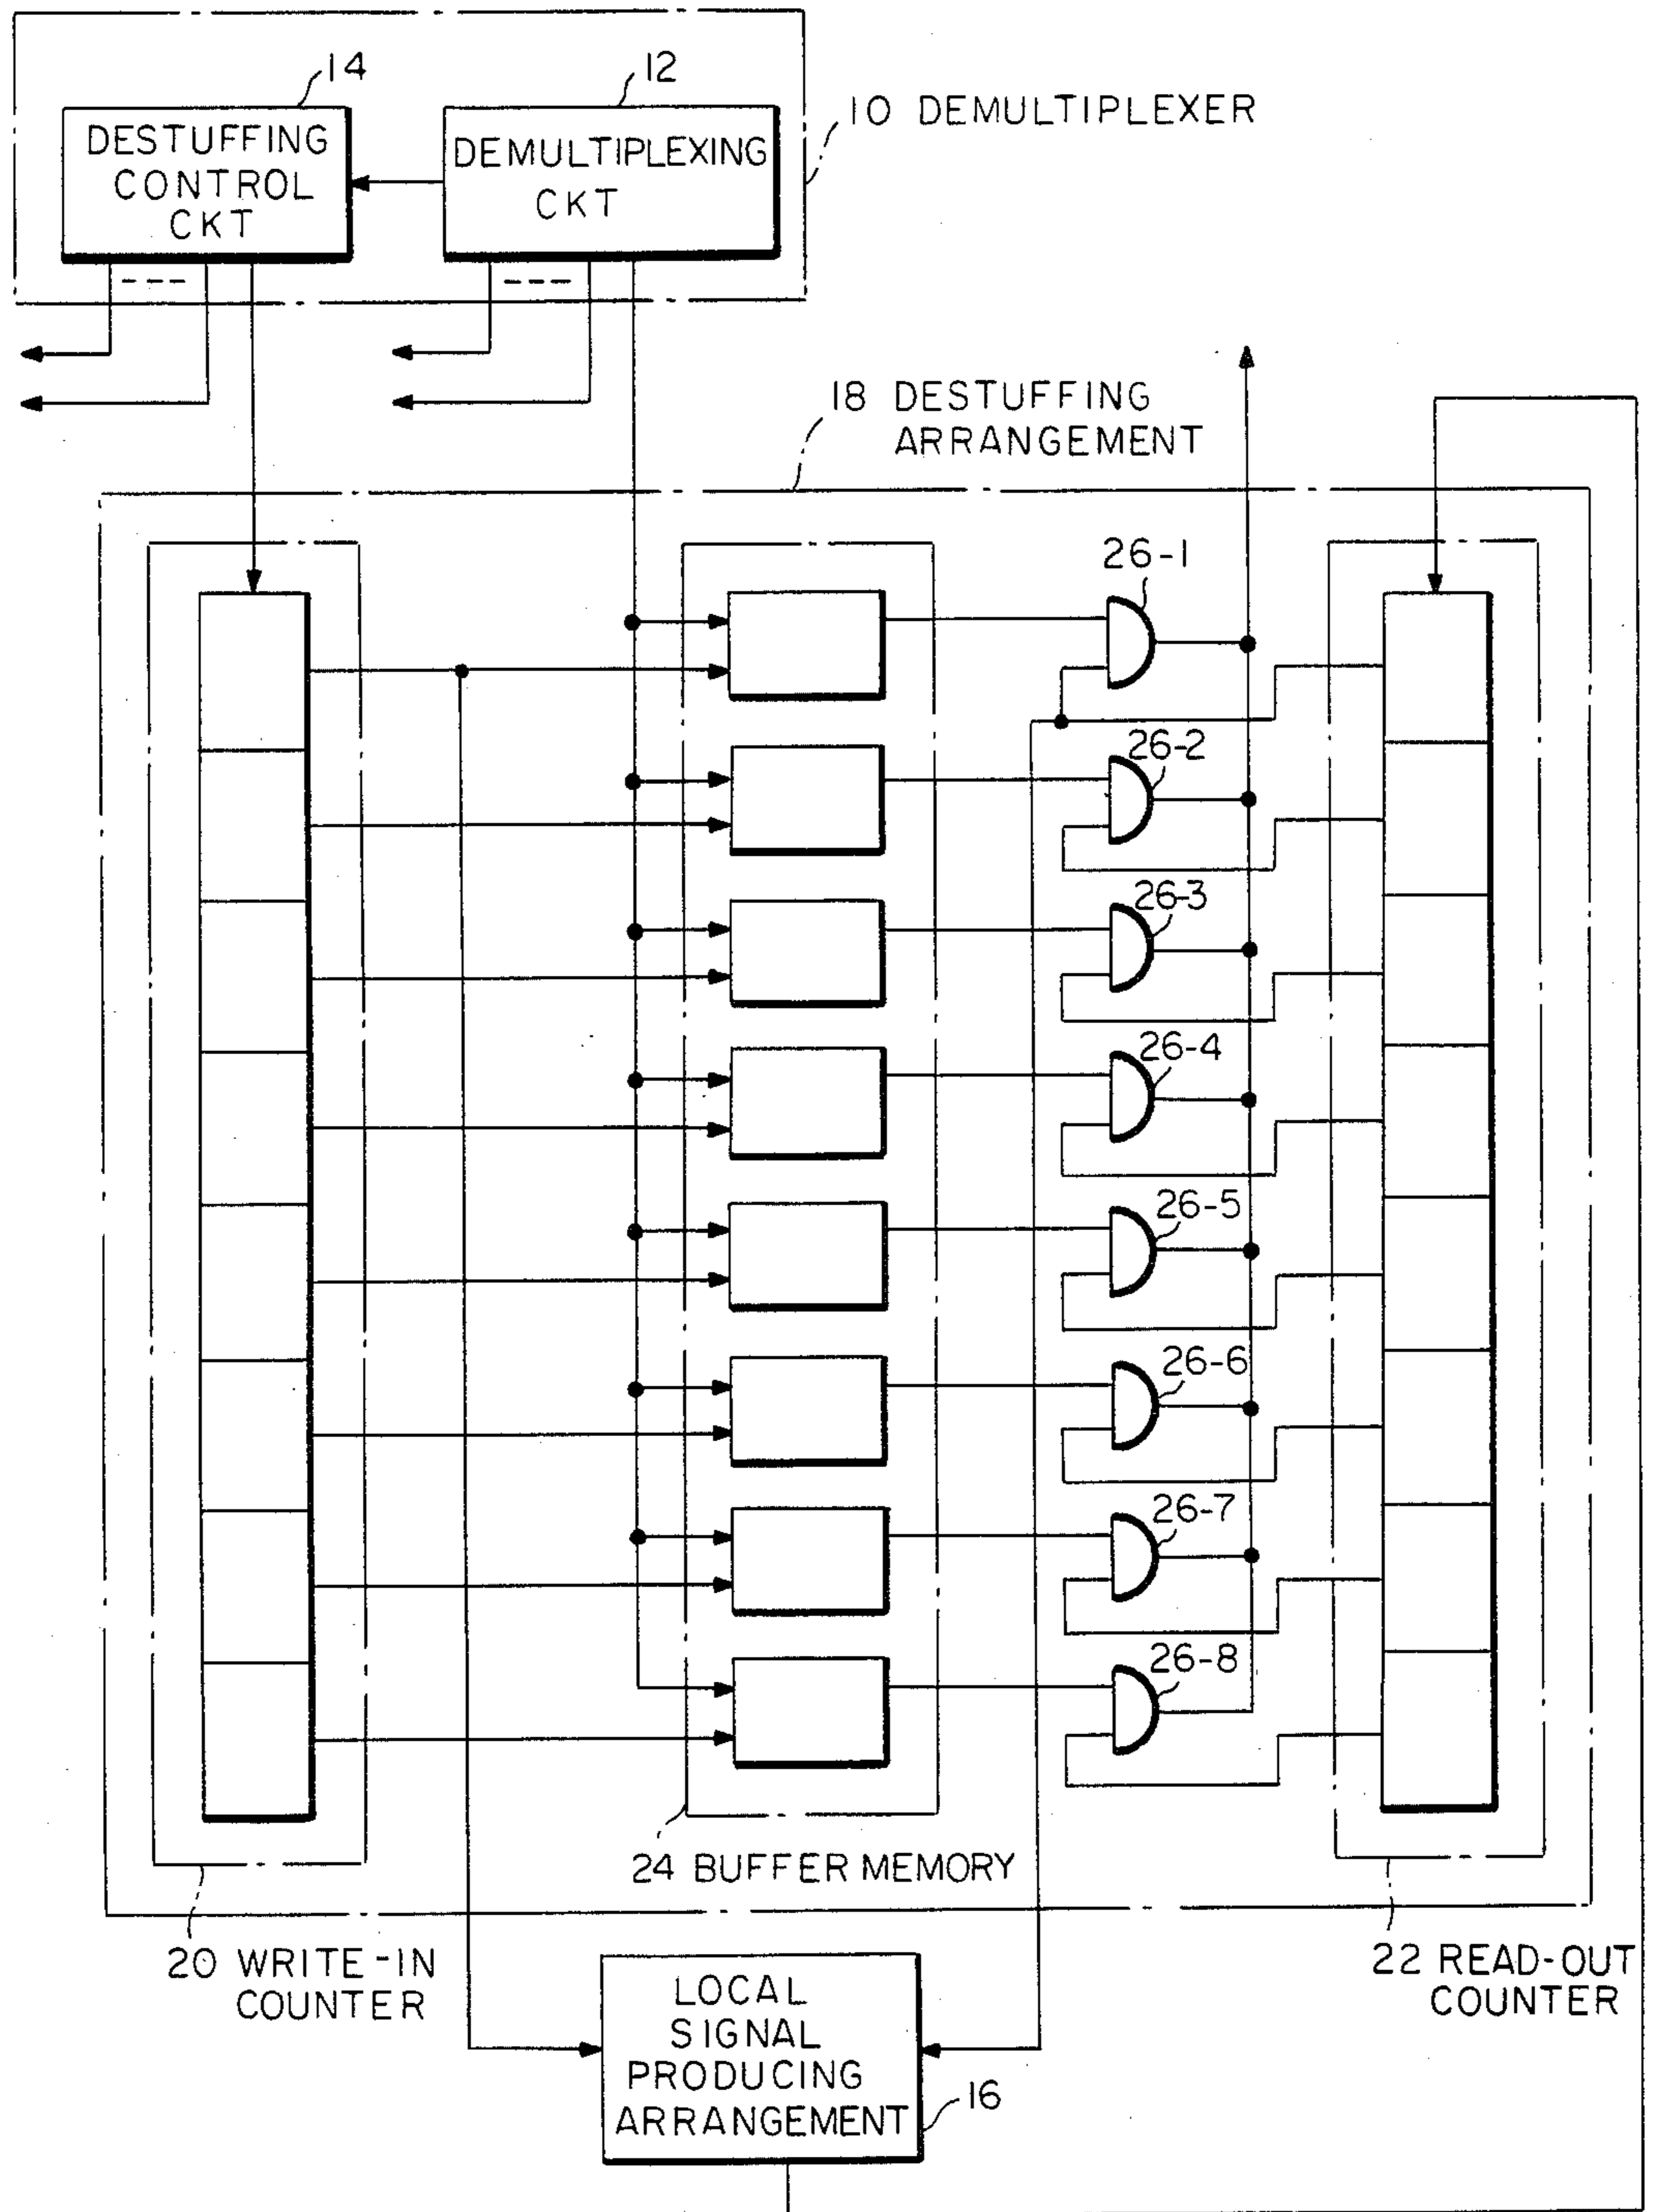 14
12
10 DEMULTIPLEXER
DESTUFFING
CONTROL
CKT
DEMULTIPLEXING
CKT
18 DESTUFFING
ARRANGEMENT
26-1
26-2
26-3
26-4
26-5
26-6
26-7
26-8
24 BUFFER MEMORY
20 WRITE-IN
COUNTER
22 READ-OUT
COUNTER
LOCAL
SIGNAL
PRODUCING
ARRANGEMENT
16